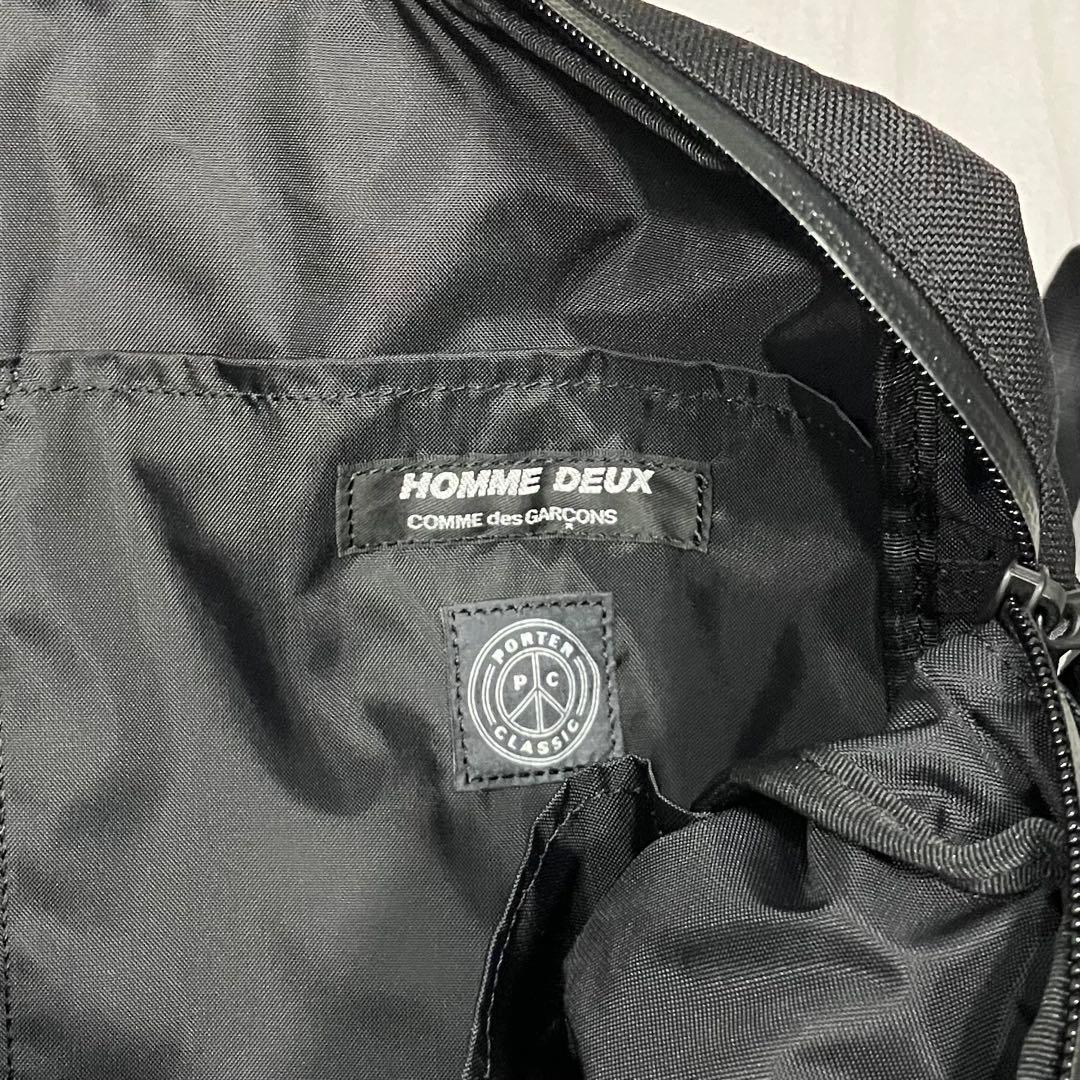 HOMME DEUX
COMME des GARÇONS
R
PORTER
P C
CLASSIC